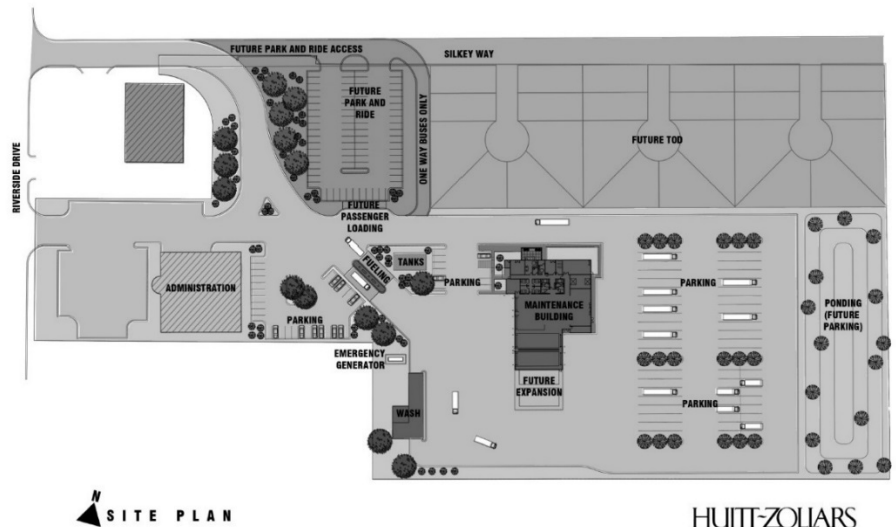 FUTURE PARK AND RIDE ACCESS
SILKEY WAY
FUTURE
PARK AND
RIDE
ONE WAY BUSES ONLY
FUTURE TOD
RIVERSIDE DRIVE
FUTURE
PASSENGER
LOADING
FUELING
TANKS
ADMINISTRATION
PARKING
PARKING
MAINTENANCE
BUILDING
PARKING
PONDING
(FUTURE
PARKING)
EMERGENCY
GENERATOR
FUTURE
EXPANSION
PARKING
WASH
N
SITE PLAN
HUITT-ZOLLARS